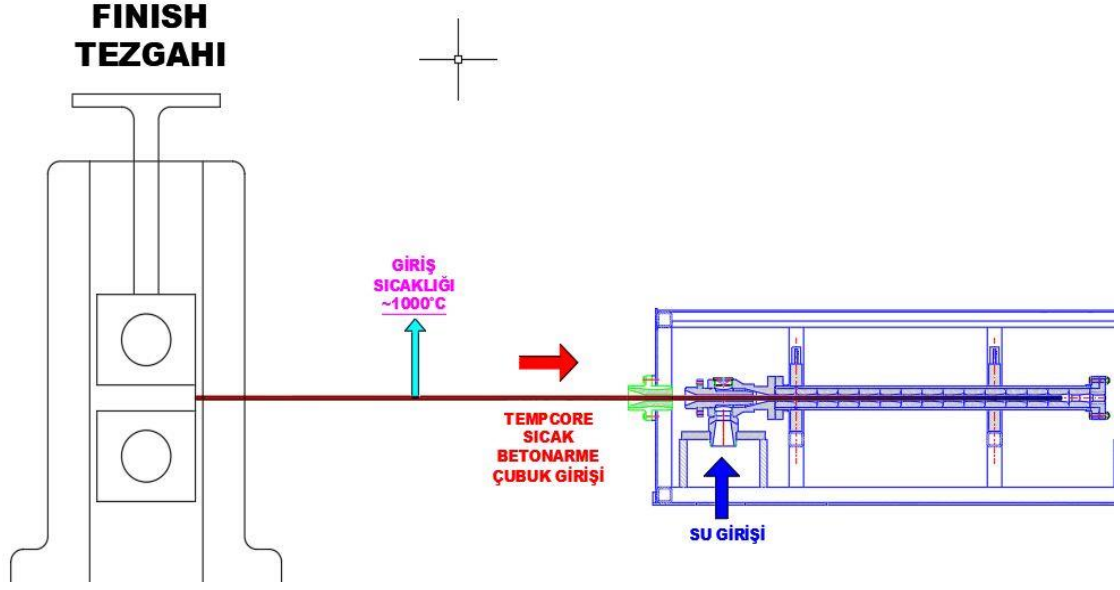 FINISH
TEZGAHI
GİRİŞ
SICAKLIĞI
~1000°C
TEMPCORE
SICAK
BETONARME
ÇUBUK GİRİŞİ
SU GİRİŞİ